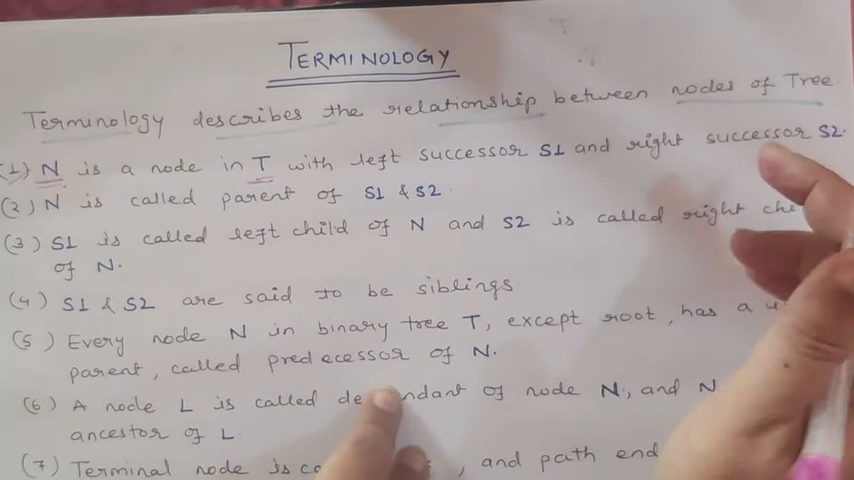 TERMINOLOGY
Terminology describes the relationship between nodes of Tree
(1) N is a node in T with left successor S1 and right successor S2.
(2) N is called parent of S1 & S2.
(3) S1 is called left child of N and S2 is called right
of N.
(4) S1 & S2 are said to be siblings
(5) Every node N in binary tree T, except root, has a
parent, called predecessor of N.
(6) A node L is called of node N, and N
ancestor of L
(7) Terminal node is , and path end